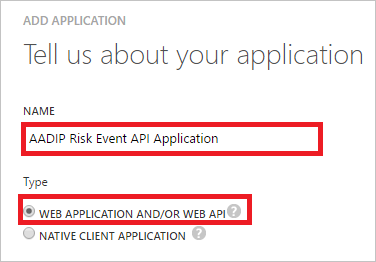 ADD APPLICATION
Tell us about your application
NAME
AADIP Risk Event API Application
Type
WEB APPLICATION AND/OR WEB API ?
NATIVE CLIENT APPLICATION ?